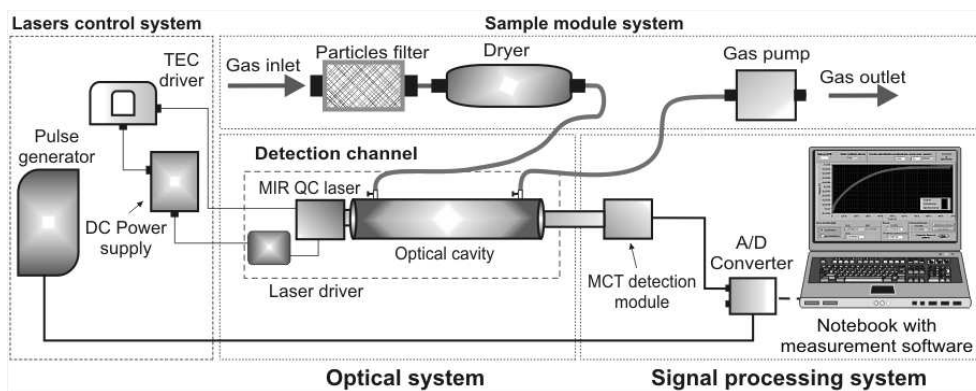 Lasers control system
Sample module system
TEC
driver
Gas inlet
Particles filter
Dryer
Gas pump
Gas outlet
Pulse
generator
DC Power
supply
Detection channel
MIR QC laser
Optical cavity
Laser driver
MCT detection
module
A/D
Converter
Notebook with
measurement software
Optical system
Signal processing system